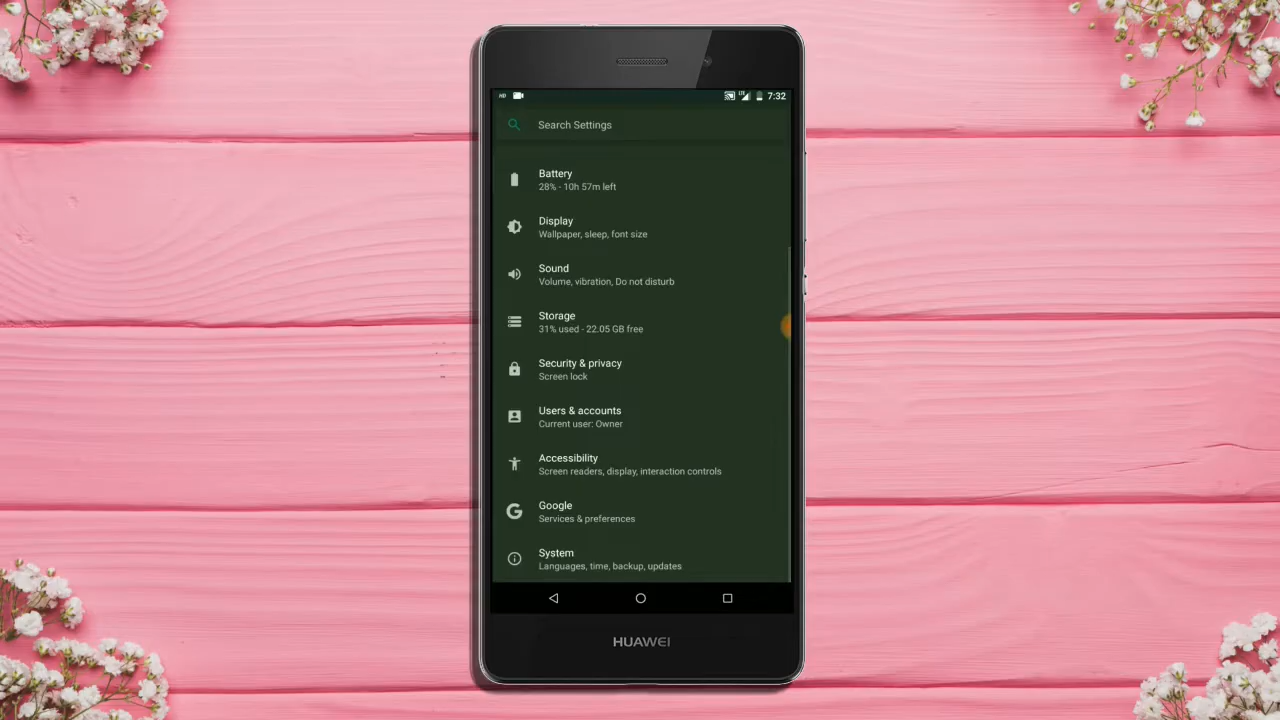 HD
LTE
7:32
Search Settings
Battery
28% - 10h 57m left
Display
Wallpaper, sleep, font size
Sound
Volume, vibration, Do not disturb
Storage
31% used - 22.05 GB free
Security & privacy
Screen lock
Users & accounts
Current user: Owner
Accessibility
Screen readers, display, interaction controls
Google
Services & preferences
System
Languages, time, backup, updates
HUAWEI